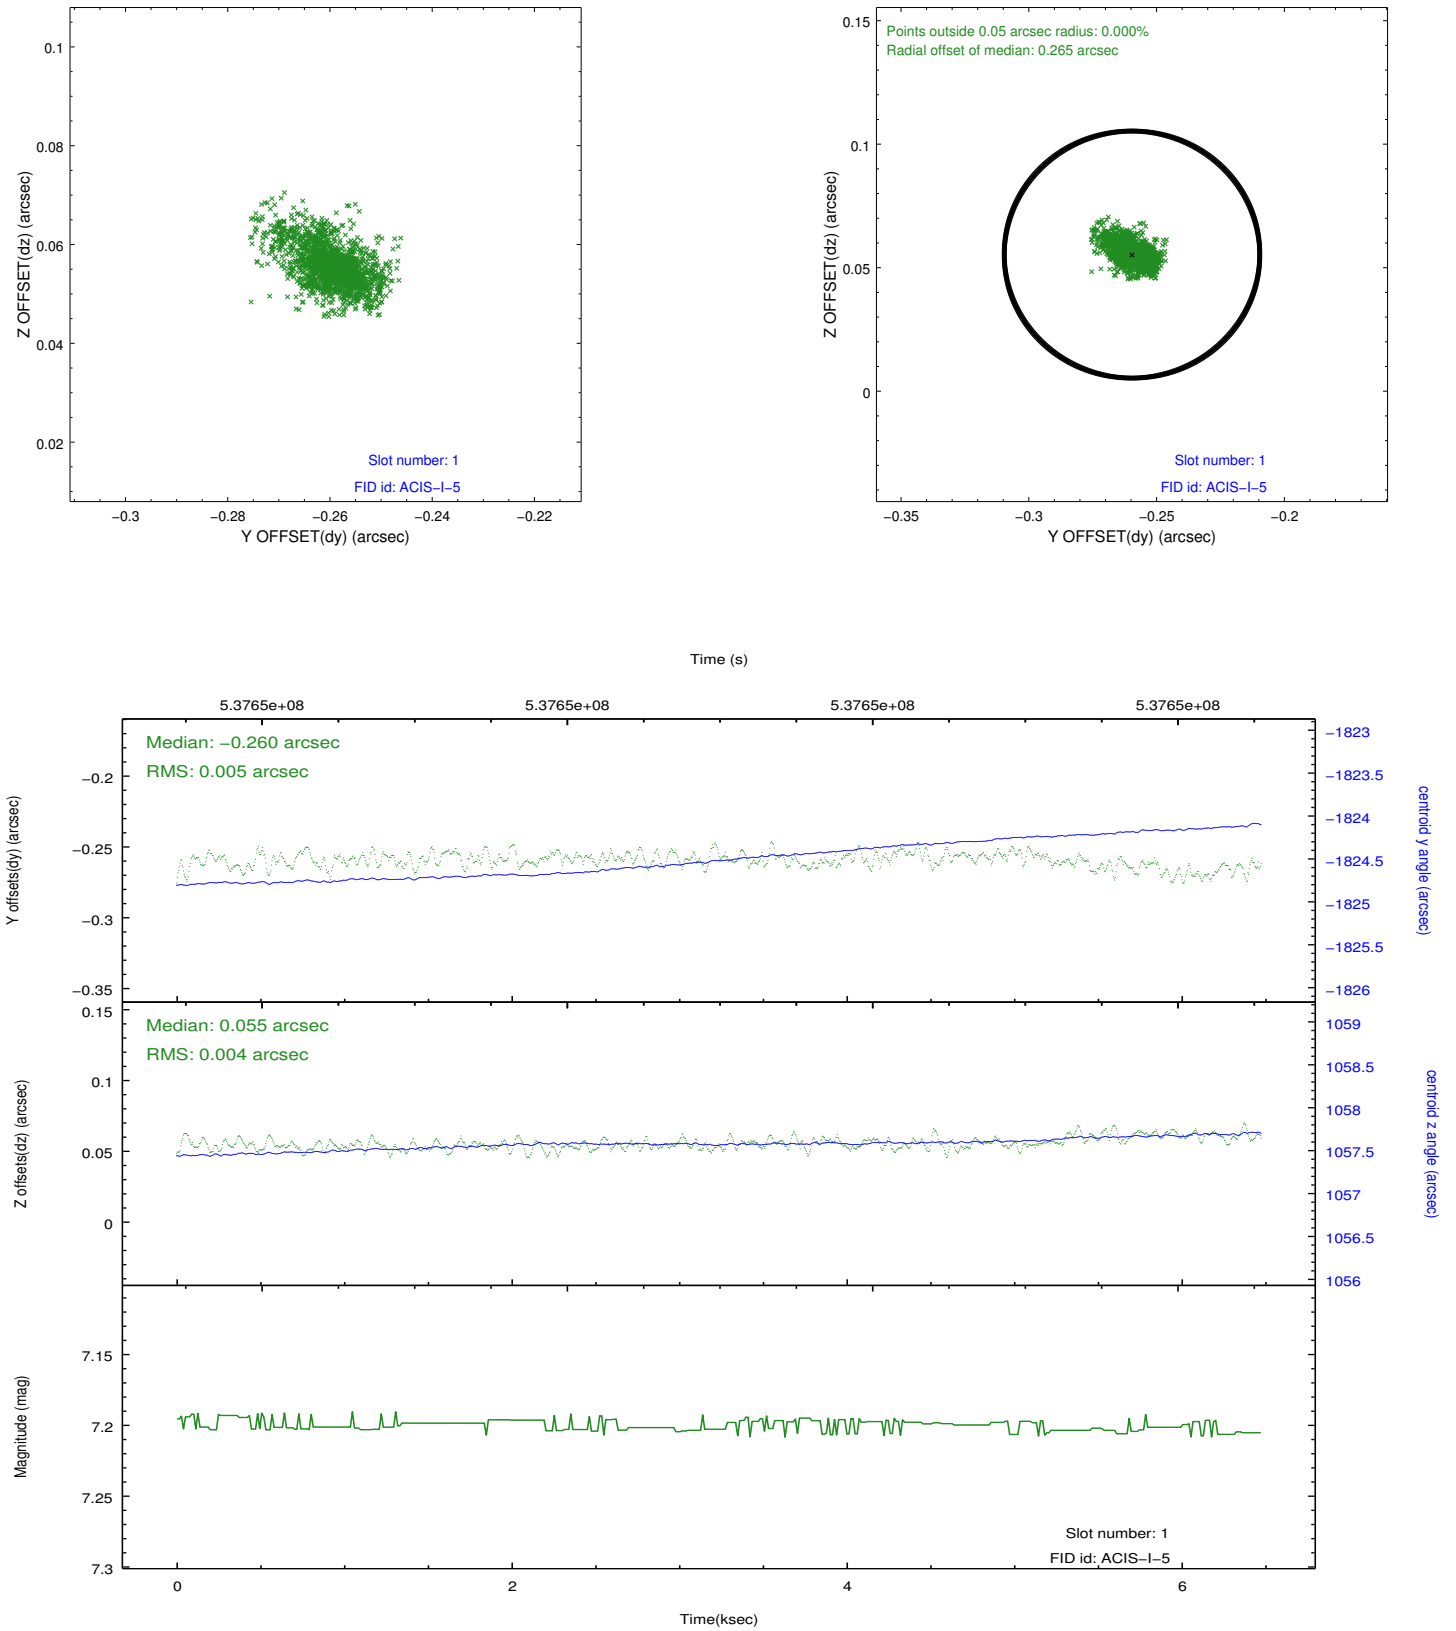 0.1
0.08
0.06
0.04
0.02
Z OFFSET(dz) (arcsec)
Slot number: 1
FID id: ACIS−I−5
−0.3 −0.28 −0.26 −0.24 −0.22
Y OFFSET(dy) (arcsec)
Points outside 0.05 arcsec radius: 0.000%
Radial offset of median: 0.265 arcsec
0.15
0.1
0.05
0
Z OFFSET(dz) (arcsec)
Slot number: 1
FID id: ACIS−I−5
−0.35 −0.3 −0.25 −0.2
Y OFFSET(dy) (arcsec)
Time (s)
5.3765e+08 5.3765e+08 5.3765e+08 5.3765e+08
Median: −0.260 arcsec
RMS: 0.005 arcsec
−0.2
−0.25
−0.3
−0.35
Y offsets(dy) (arcsec)
−1823
−1823.5
−1824
−1824.5
−1825
−1825.5
−1826
centroid y angle (arcsec)
Median: 0.055 arcsec
RMS: 0.004 arcsec
0.15
0.1
0.05
0
Z offsets(dz) (arcsec)
1059
1058.5
1058
1057.5
1057
1056.5
1056
centroid z angle (arcsec)
7.15
7.2
7.25
7.3
Magnitude (mag)
Slot number: 1
FID id: ACIS−I−5
0 2 4 6
Time(ksec)